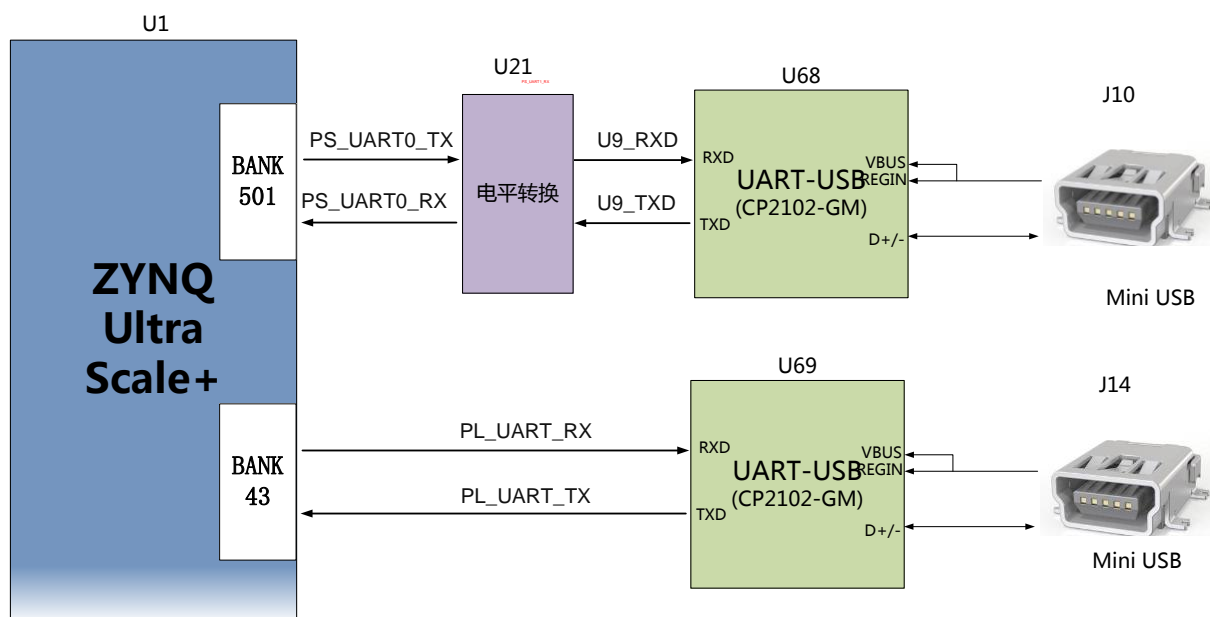 U1
U21
PS_UART1_RX
U68
J10
BANK
501
PS_UART0_TX
PS_UART0_RX
电平转换
U9_RXD
U9_TXD
RXD
TXD
UART-USB
(CP2102-GM)
VBUS
REGIN
D+/-
Mini USB
ZYNQ
Ultra
Scale+
U69
J14
BANK
43
PL_UART_RX
PL_UART_TX
RXD
TXD
UART-USB
(CP2102-GM)
VBUS
REGIN
D+/-
Mini USB